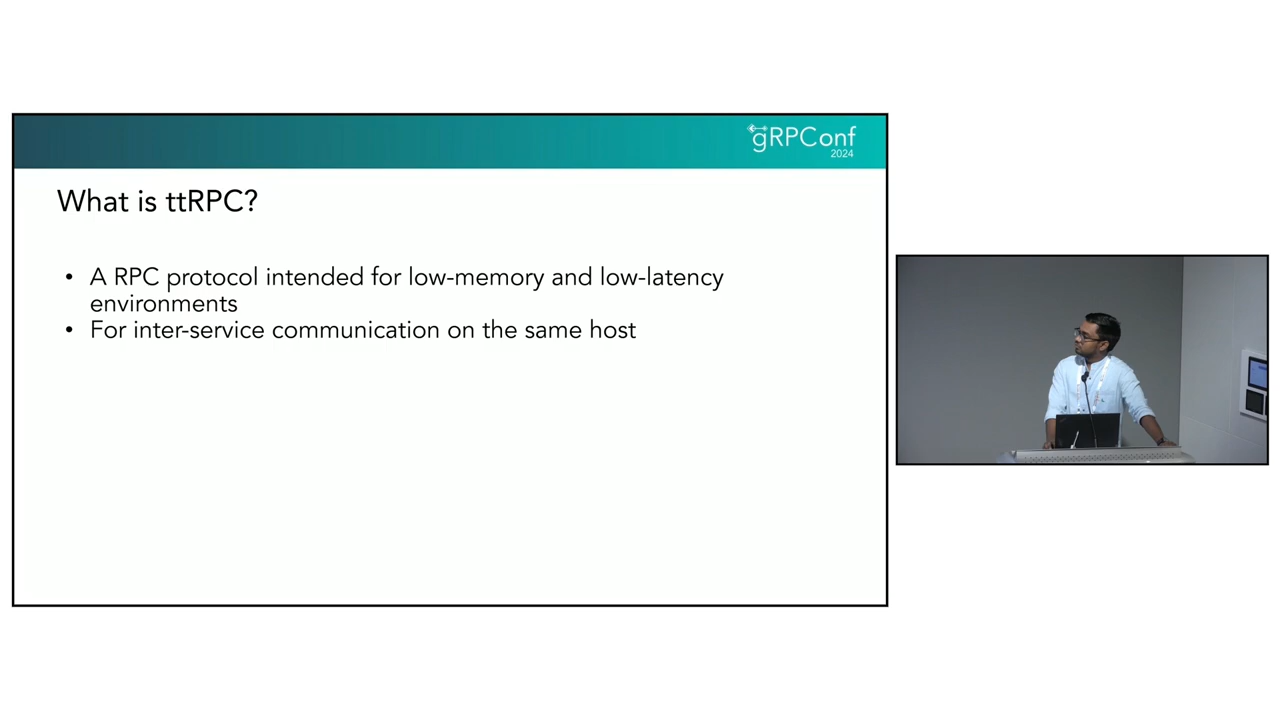 gRPConf
2024
What is ttRPC?
• A RPC protocol intended for low-memory and low-latency
environments
• For inter-service communication on the same host